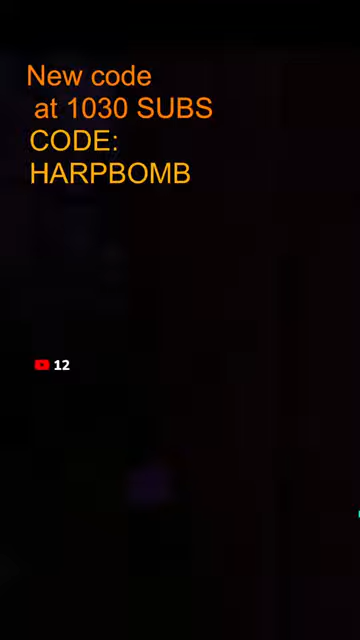 New code
at 1030 SUBS
CODE:
HARPBOMB
12